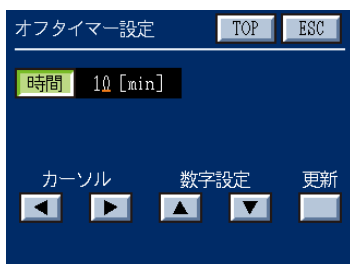 オフタイマー設定 TOP ESC
時間 10 [min]
カーソル 数字設定 更新
◀ ▶ ▲ ▼